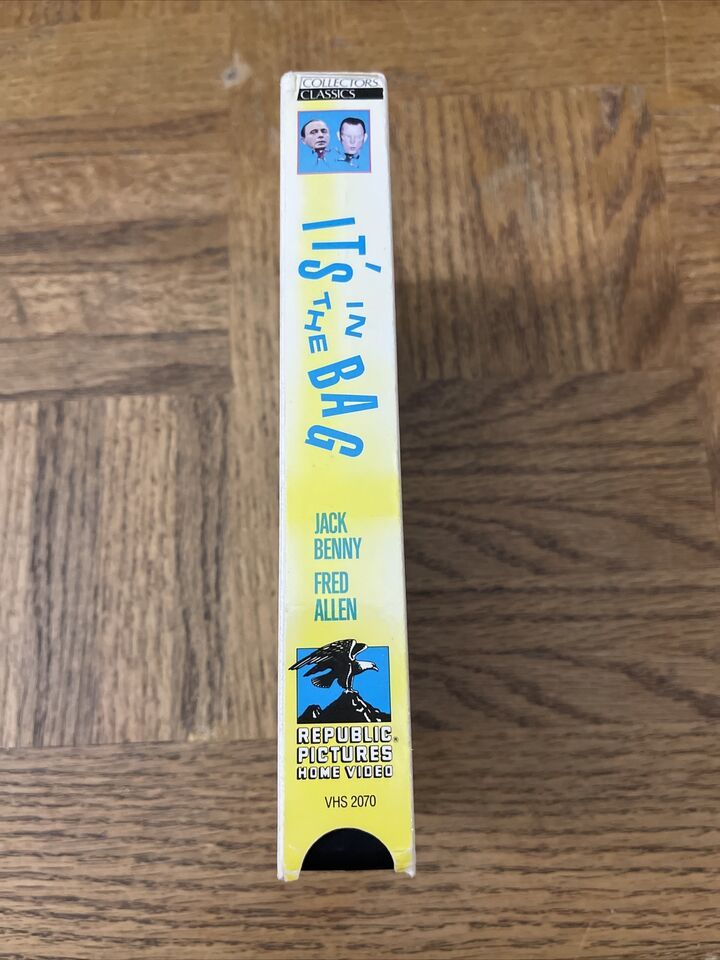 COLLECTORS
CLASSICS
IT'S
IN
THE
BAG
JACK
BENNY
FRED
ALLEN
REPUBLIC®
PICTURES
HOME VIDEO
VHS 2070